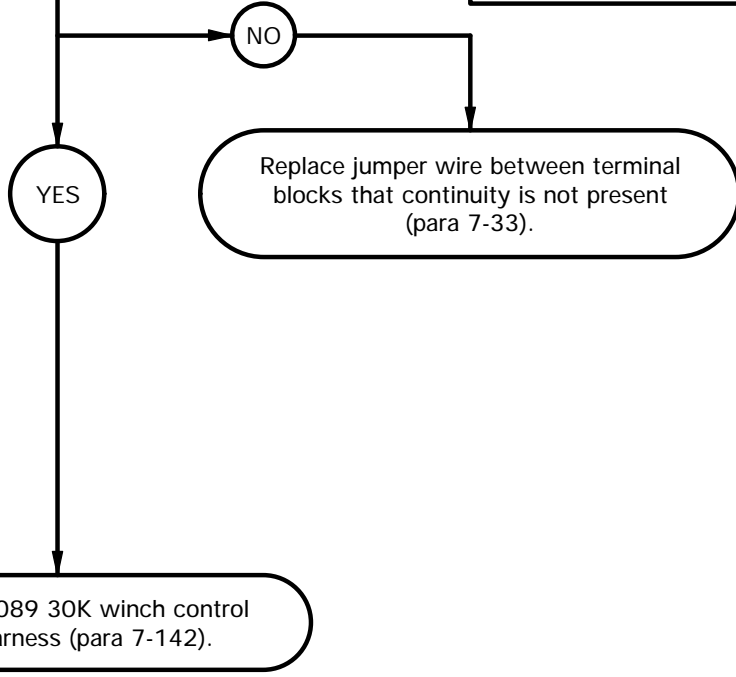 NO
YES
Replace jumper wire between terminal
blocks that continuity is not present
(para 7-33).
089 30K winch control
rness (para 7-142).